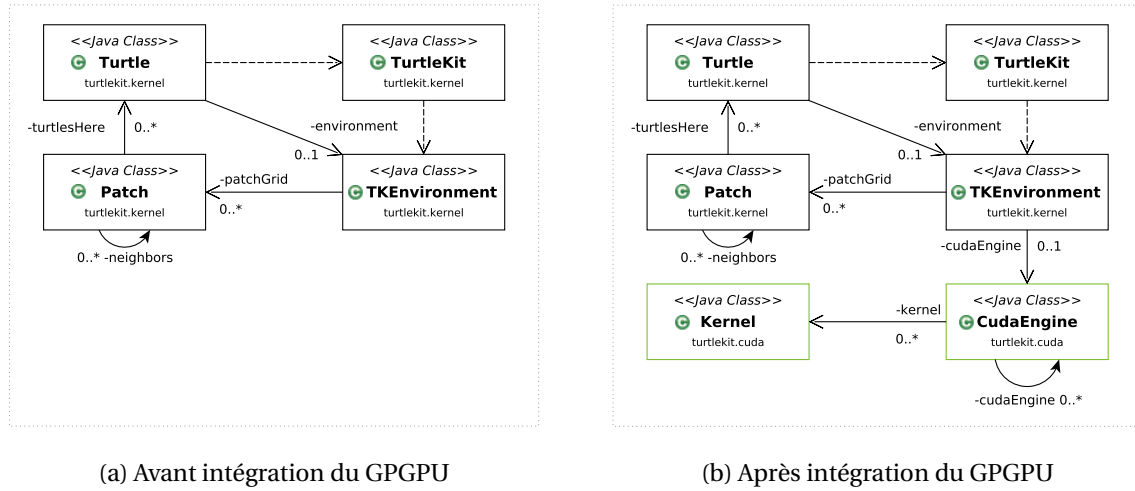 <<Java Class>>
C Turtle
turtlekit.kernel
<<Java Class>>
C TurtleKit
turtlekit.kernel
-turtlesHere 0..*
-environment
0..1
<<Java Class>>
C Patch
turtlekit.kernel
-patchGrid
0..*
<<Java Class>>
C TKEnvironment
turtlekit.kernel
0..* -neighbors
(a) Avant intégration du GPGPU
<<Java Class>>
C Turtle
turtlekit.kernel
<<Java Class>>
C TurtleKit
turtlekit.kernel
-turtlesHere 0..*
-environment
0..1
<<Java Class>>
C Patch
turtlekit.kernel
-patchGrid
0..*
<<Java Class>>
C TKEnvironment
turtlekit.kernel
0..* -neighbors
-cudaEngine 0..1
<<Java Class>>
C Kernel
turtlekit.cuda
-kernel
0..*
<<Java Class>>
C CudaEngine
turtlekit.cuda
-cudaEngine 0..*
(b) Après intégration du GPGPU